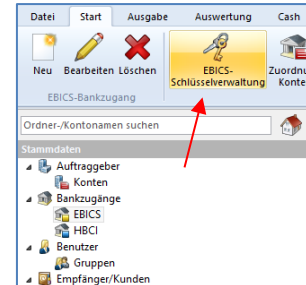 Datei Start Ausgabe Auswertung Cash
Neu Bearbeiten Löschen EBICS-
Schlüsselverwaltung Zuordnu
Konte
EBICS-Bankzugang
Ordner-/Kontonamen suchen
Stammdaten
Auftraggeber
Konten
Bankzugänge
EBICS
HBCI
Benutzer
Gruppen
Empfänger/Kunden